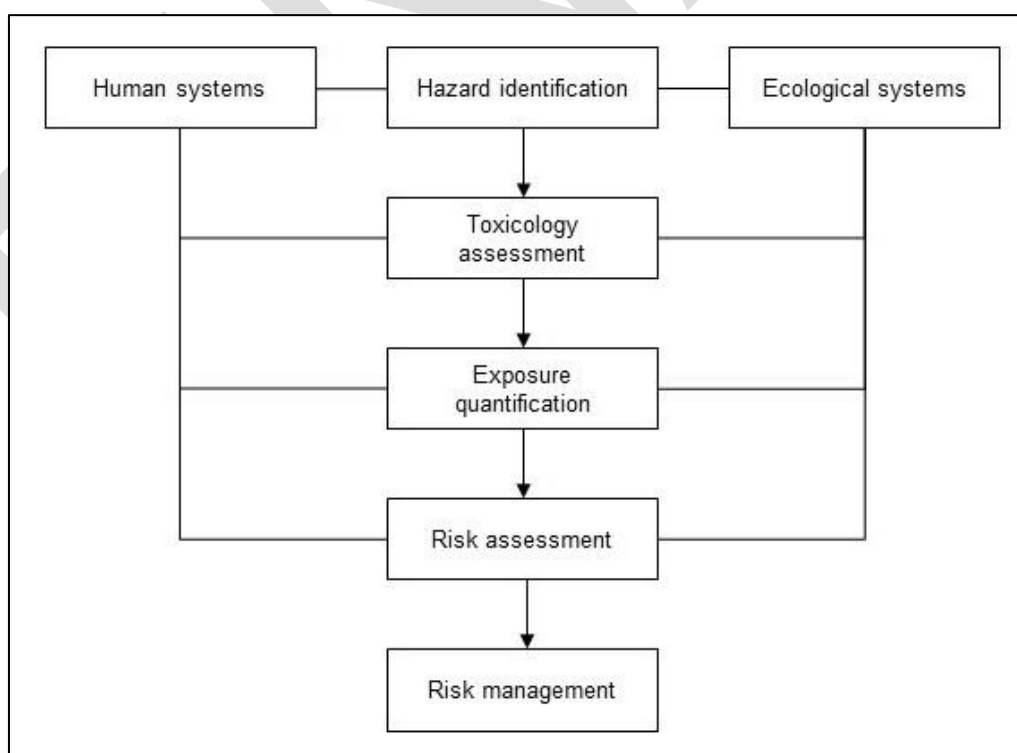 Human systems
Hazard identification
Ecological systems
Toxicology
assessment
Exposure
quantification
Risk assessment
Risk management